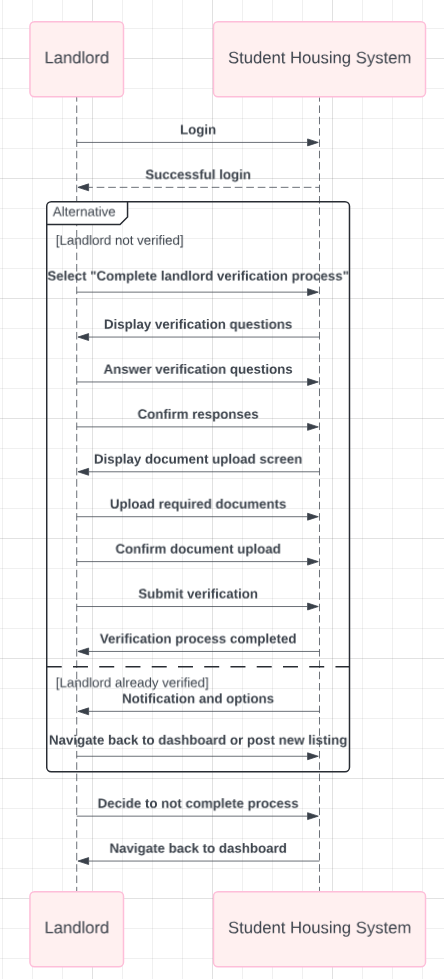 Landlord
Student Housing System
Login
Successful login
Alternative
[Landlord not verified]
Select "Complete landlord verification process"
Display verification questions
Answer verification questions
Confirm responses
Display document upload screen
Upload required documents
Confirm document upload
Submit verification
Verification process completed
[Landlord already verified]
Notification and options
Navigate back to dashboard or post new listing
Decide to not complete process
Navigate back to dashboard
Landlord
Student Housing System